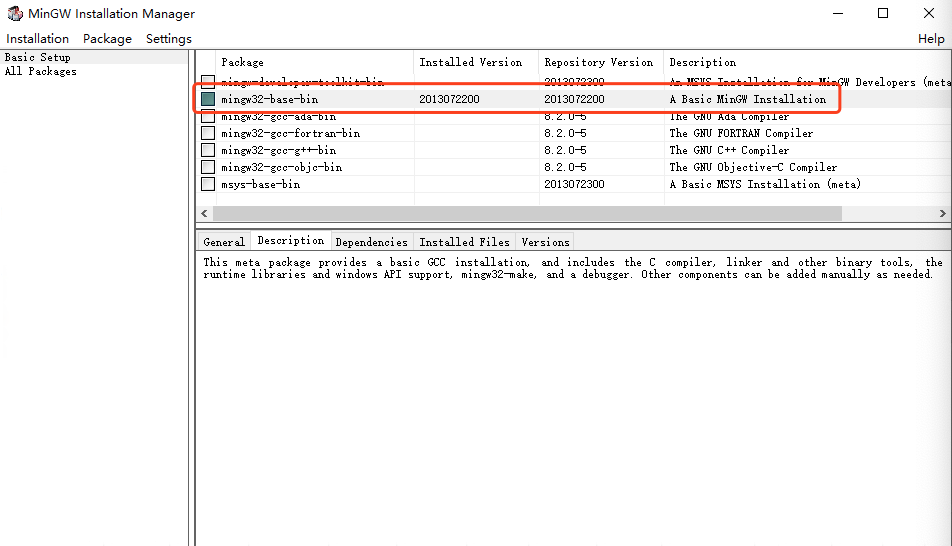 MinGW Installation Manager
Installation Package Settings Help
Basic Setup
All Packages
Package Installed Version Repository Version Description
mingw-developer-toolkit-bin 2013072300 An MSYS Installation for MinGW Developers (meta
mingw32-base-bin 2013072200 2013072200 A Basic MinGW Installation
mingw32-gcc-ada-bin 8.2.0-5 The GNU Ada Compiler
mingw32-gcc-fortran-bin 8.2.0-5 The GNU FORTRAN Compiler
mingw32-gcc-g++-bin 8.2.0-5 The GNU C++ Compiler
mingw32-gcc-objc-bin 8.2.0-5 The GNU Objective-C Compiler
msys-base-bin 2013072300 A Basic MSYS Installation (meta)
General Description Dependencies Installed Files Versions
This meta package provides a basic GCC installation, and includes the C compiler, linker and other binary tools, the
runtime libraries and windows API support, mingw32-make, and a debugger. Other components can be added manually as needed.